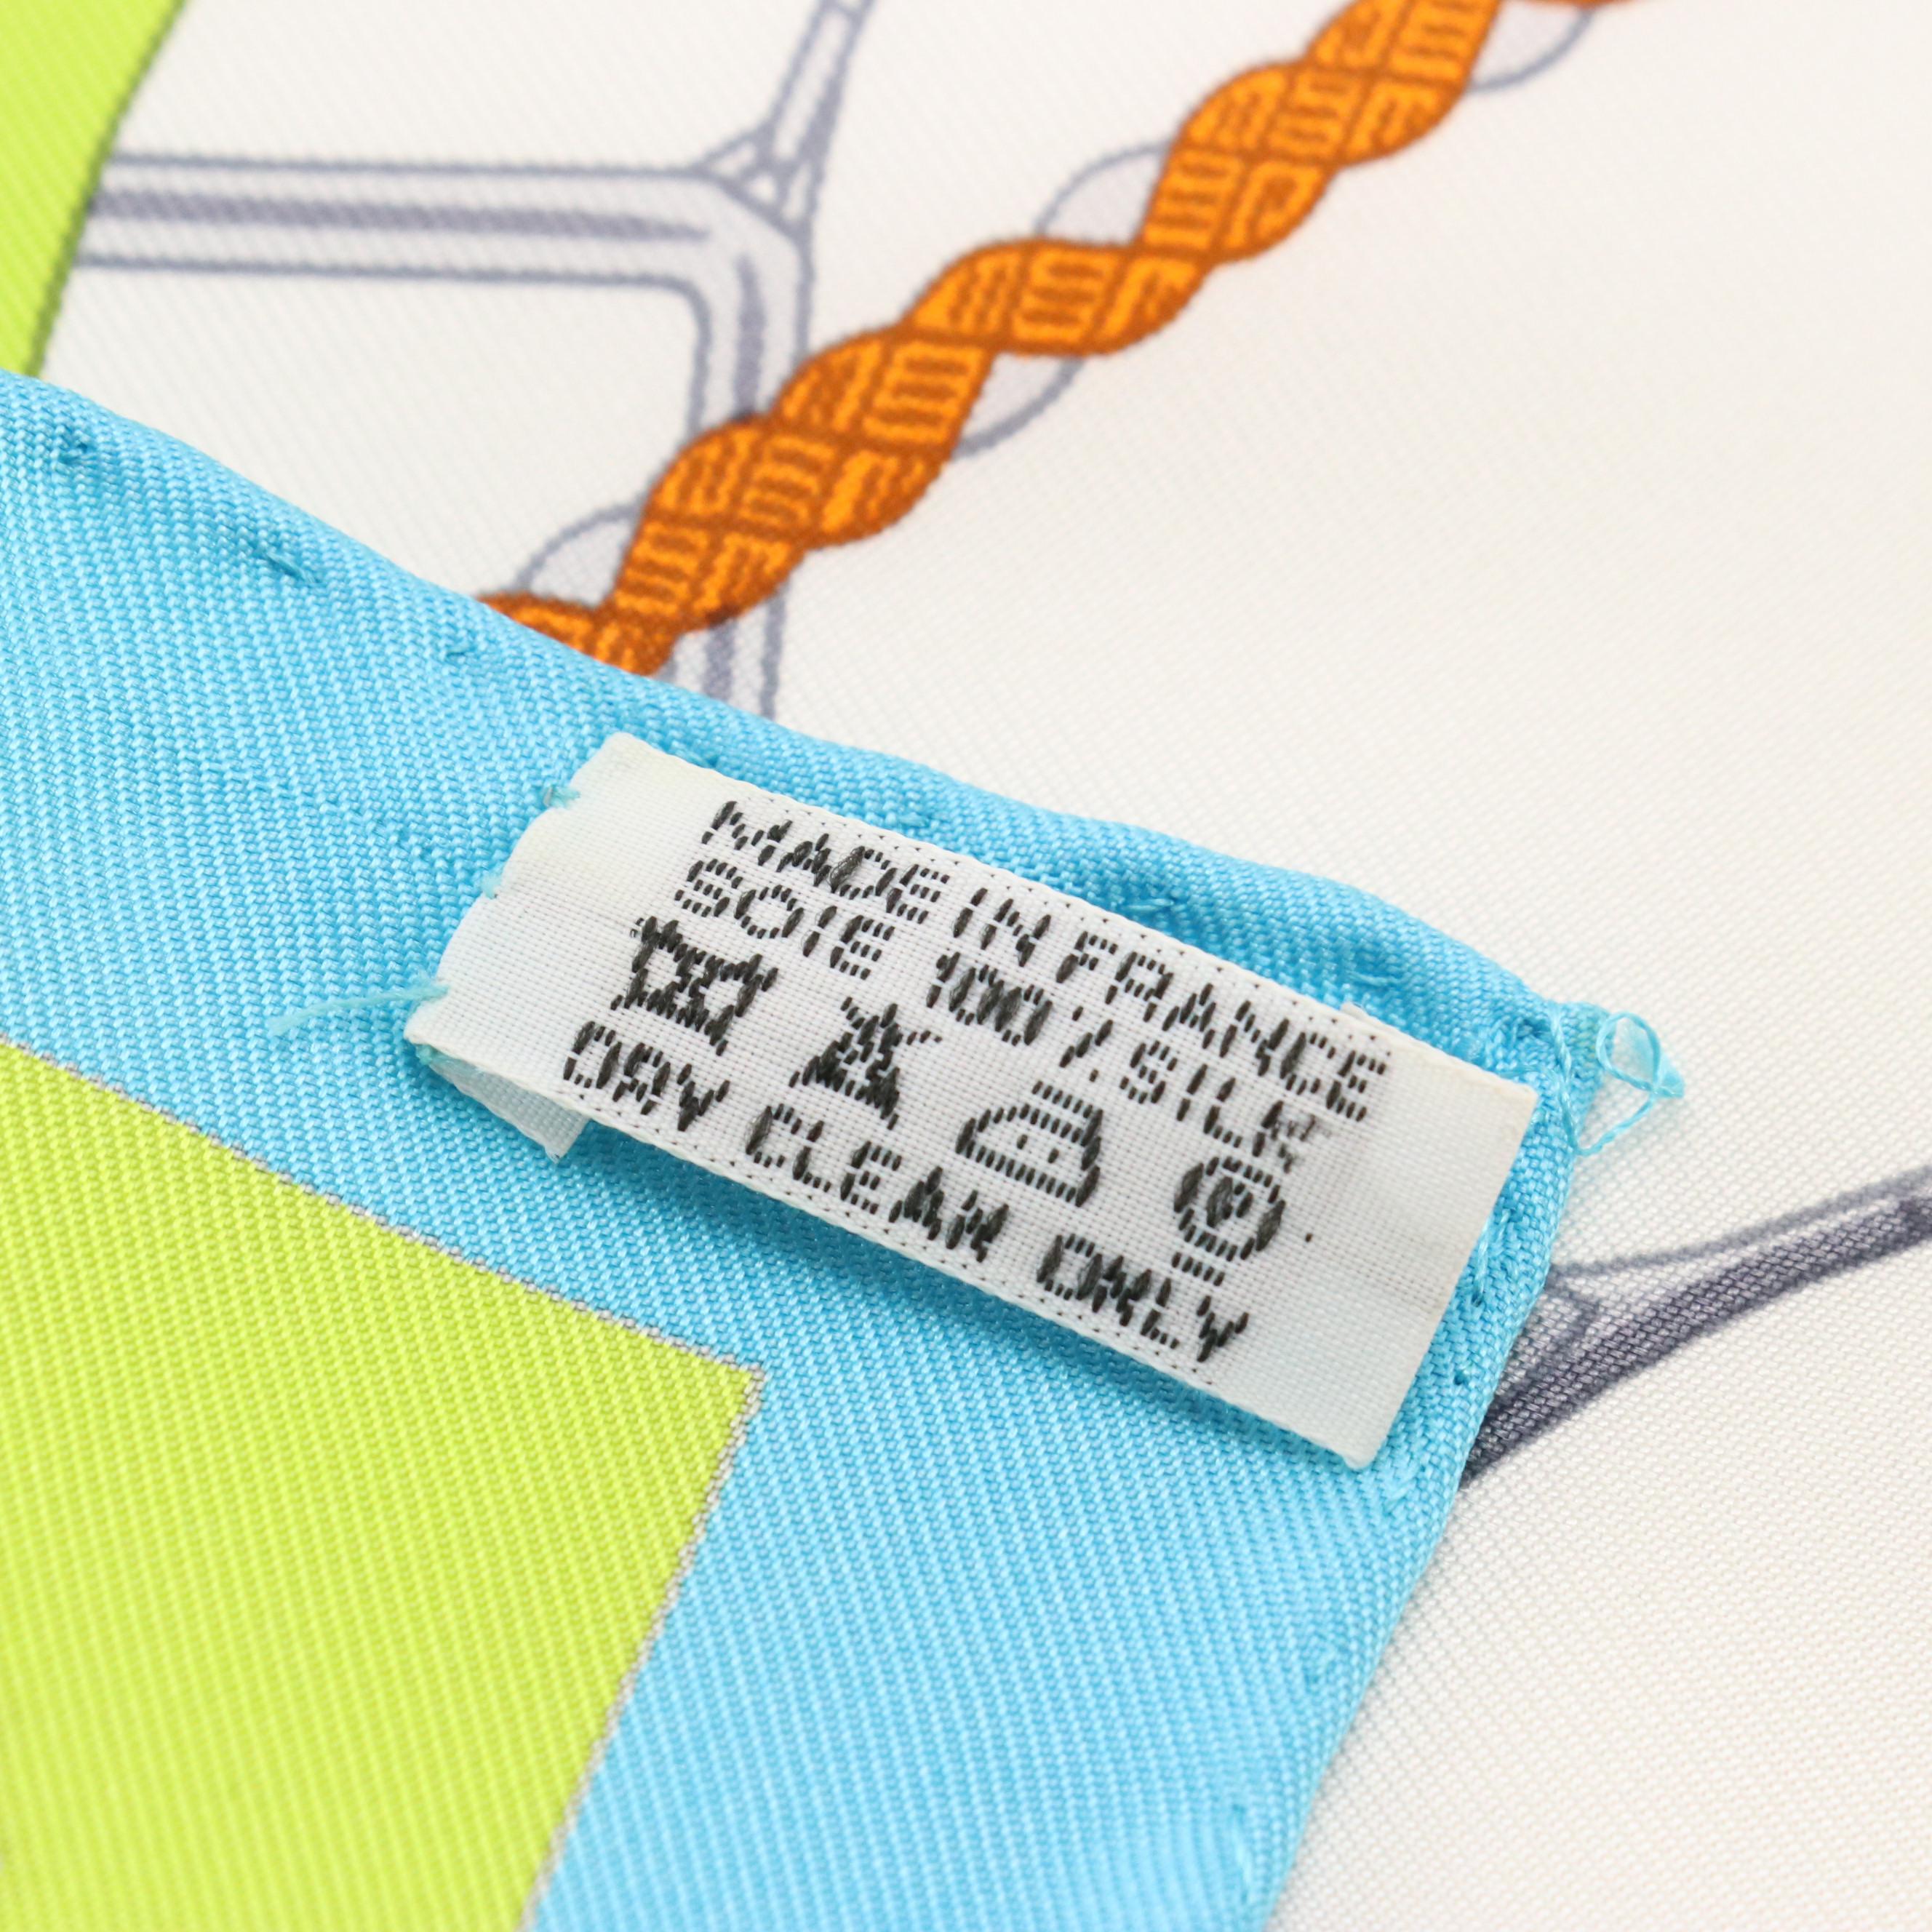 MADE IN FRANCE
SOIE 100% SILK
P
DRY CLEAN ONLY